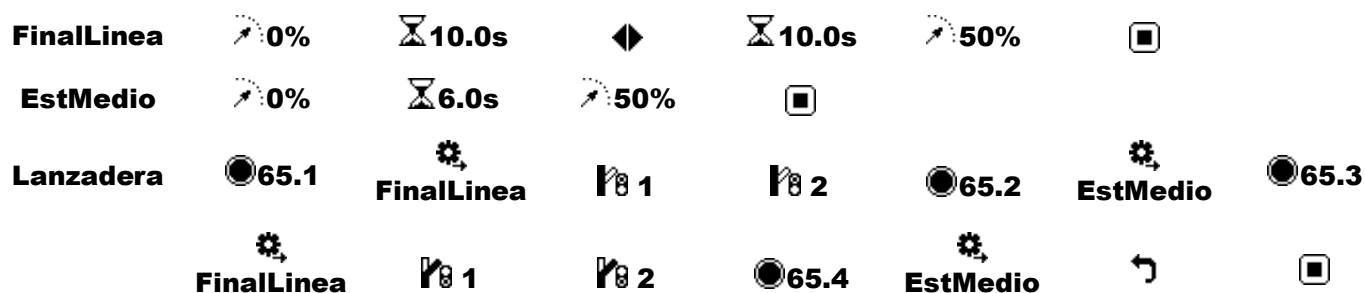 FinalLinea 0% 10.0s 10.0s 50%
EstMedio 0% 6.0s 50%
Lanzadera 65.1 FinalLinea 1 2 65.2 EstMedio 65.3
FinalLinea 1 2 65.4 EstMedio